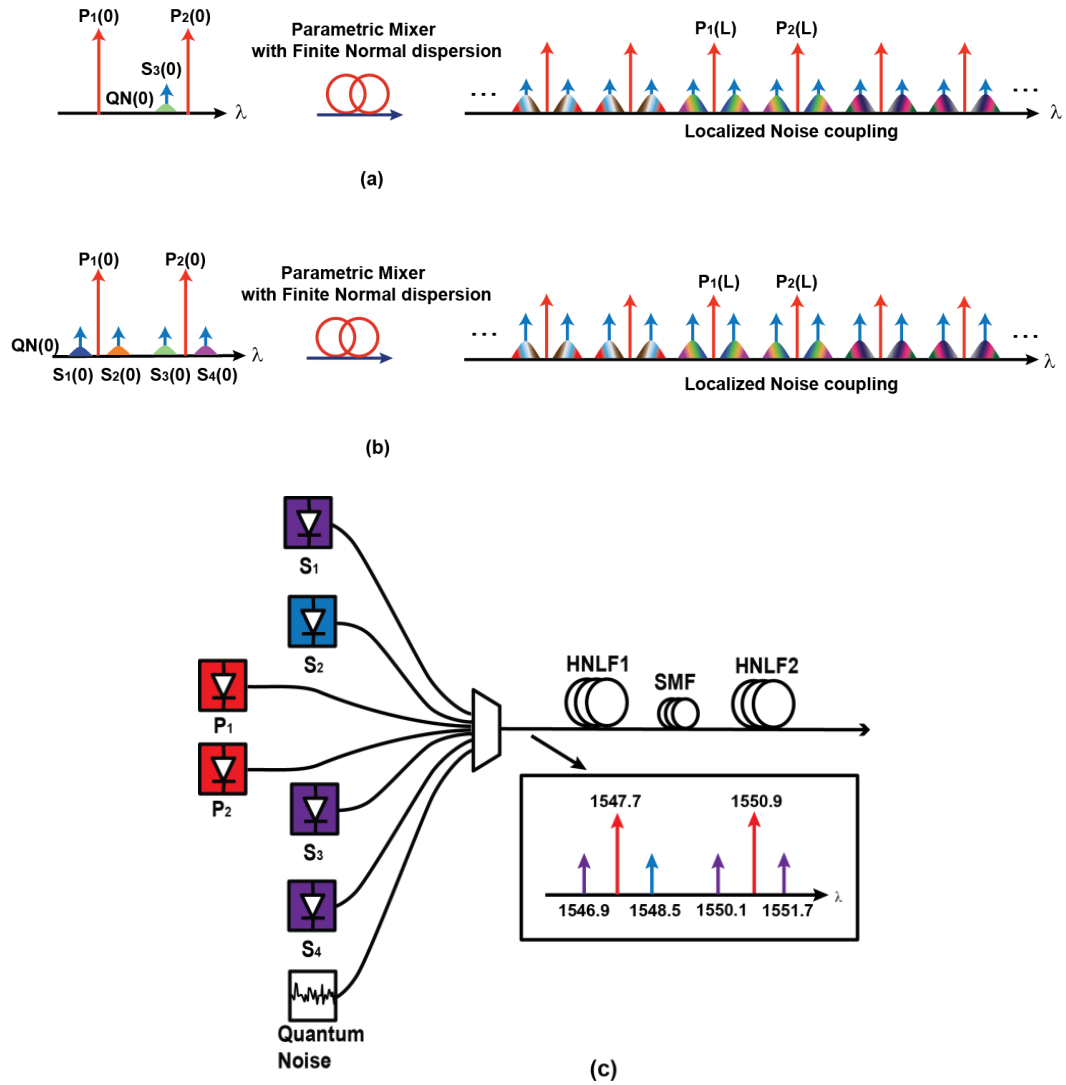 P1(0)
P2(0)
S3(0)
QN(0)
λ
Parametric Mixer
with Finite Normal dispersion
P1(L)
P2(L)
...
...
λ
Localized Noise coupling
(a)
P1(0)
P2(0)
QN(0)
λ
S1(0)
S2(0)
S3(0)
S4(0)
Parametric Mixer
with Finite Normal dispersion
P1(L)
P2(L)
...
...
λ
Localized Noise coupling
(b)
S1
S2
P1
P2
S3
S4
Quantum
Noise
HNLF1
SMF
HNLF2
1547.7
1550.9
λ
1546.9
1548.5
1550.1
1551.7
(c)